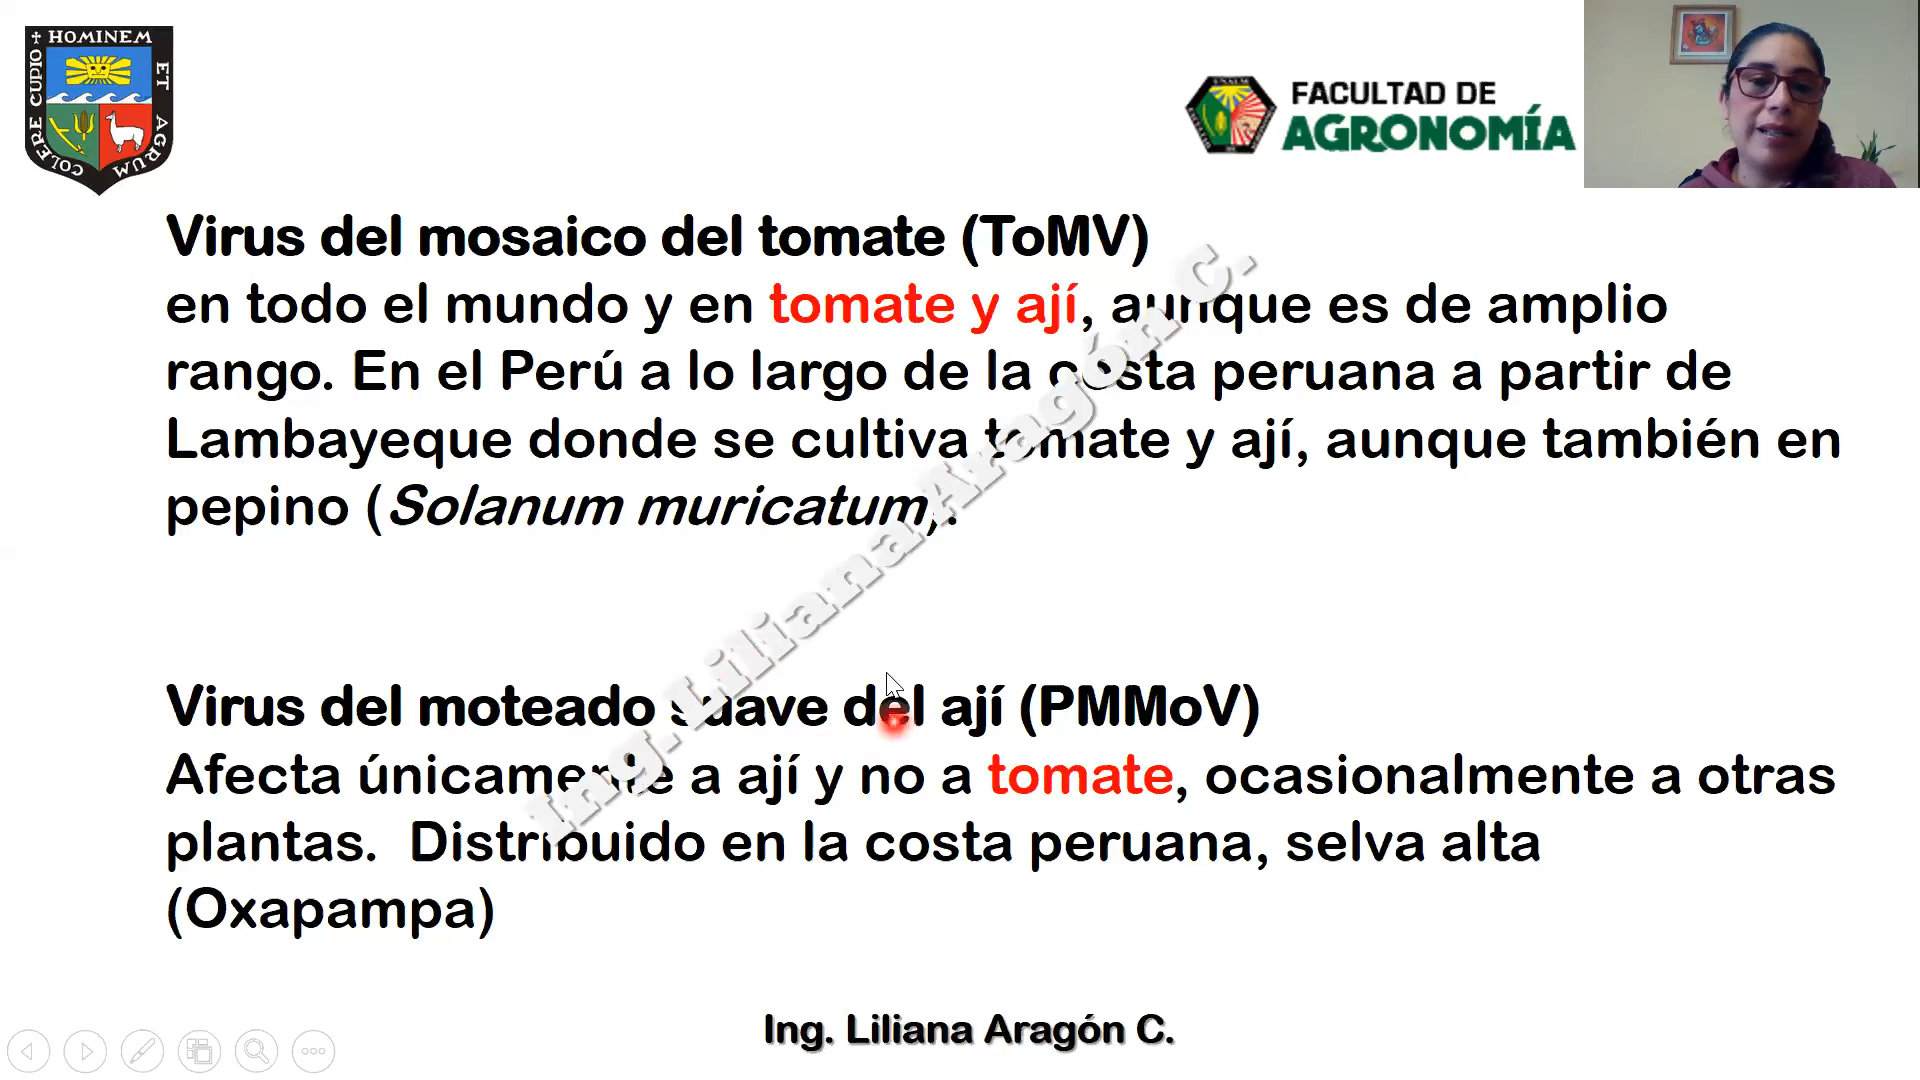 COLERE CUPIO ✝ HOMINEM ET AGRUM
FACULTAD DE
AGRONOMÍA
Virus del mosaico del tomate (ToMV)
en todo el mundo y en tomate y ají, aunque es de amplio
rango. En el Perú a lo largo de la costa peruana a partir de
Lambayeque donde se cultiva tomate y ají, aunque también en
pepino (Solanum muricatum).
Ing. Liliana Aragón C.
Virus del moteado suave del ají (PMMoV)
Afecta únicamente a ají y no a tomate, ocasionalmente a otras
plantas. Distribuido en la costa peruana, selva alta
(Oxapampa)
Ing. Liliana Aragón C.